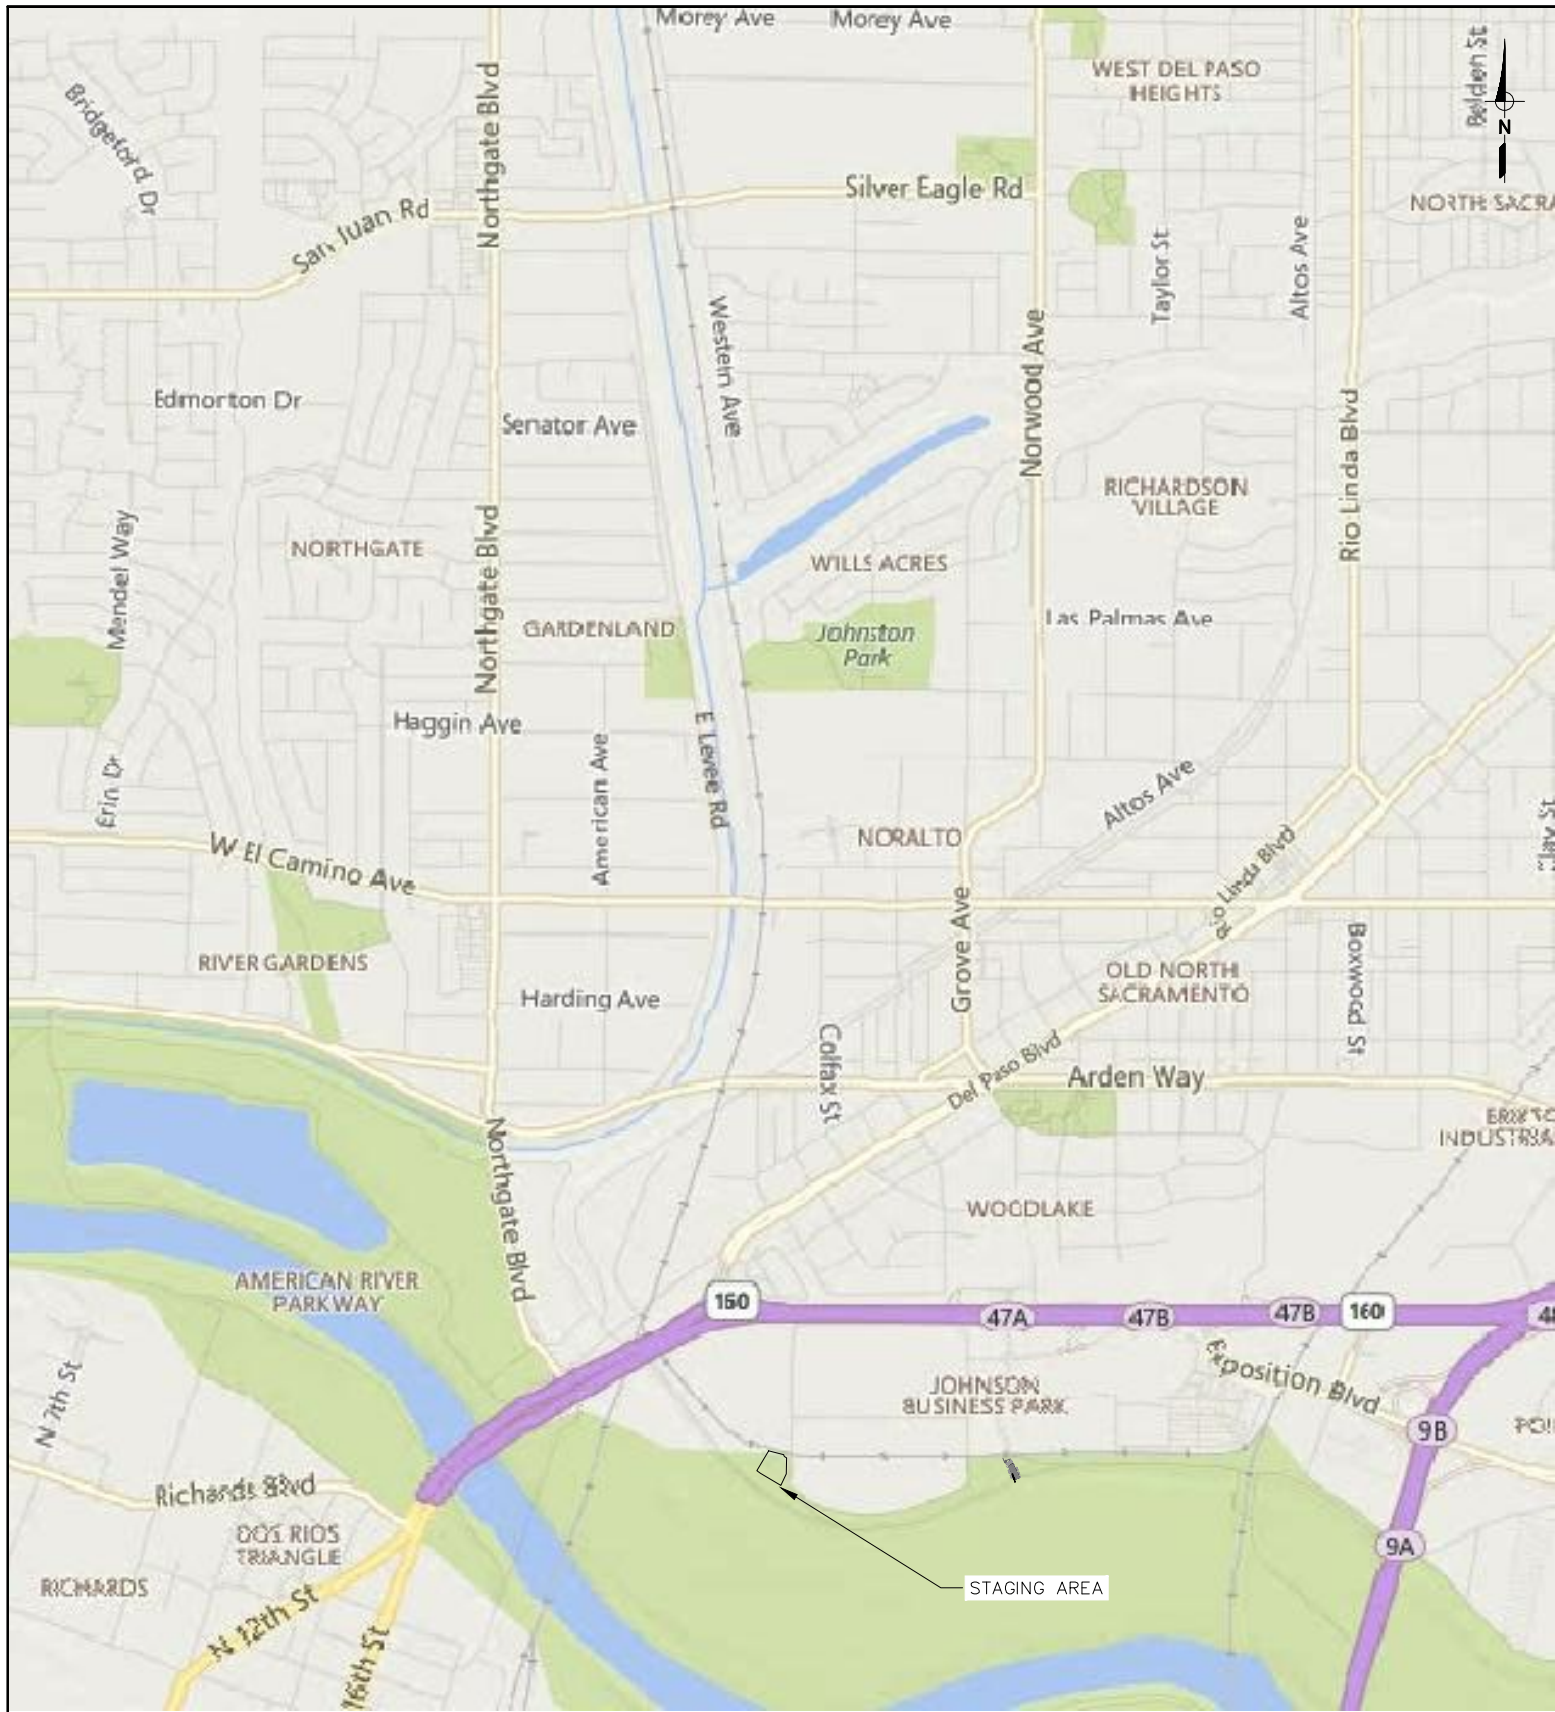 Morey Ave
Morey Ave
WEST DEL PASO
HEIGHTS
Belden St
N
Bridgeford Dr
Northgate Blvd
San Juan Rd
Silver Eagle Rd
Taylor St
Altos Ave
Western Ave
Norwood Ave
Edmorton Dr
Senator Ave
Rio Linda Blvd
RICHARDSON
VILLAGE
Mendel Way
NORTHGATE
Northgate Blvd
WILLS ACRES
GARDENLAND
Johnston
Park
Las Palmas Ave
Haggin Ave
American Ave
E Levee Rd
Erin Dr
Altos Ave
W El Camino Ave
NORALTO
Rio Linda Blvd
Grove Ave
RIVER GARDENS
Harding Ave
OLD NORTH
SACRAMENTO
Boxwood St
Colfax St
Del Paso Blvd
Arden Way
Northgate Blvd
WOODLAKE
AMERICAN RIVER
PARKWAY
160
47A
47B
47B
160
Exposition Blvd
N 7th St
JOHNSON
BUSINESS PARK
9B
Richards Blvd
DOS RIOS
TRIANGLE
9A
RICHARDS
STAGING AREA
N 12th St
16th St